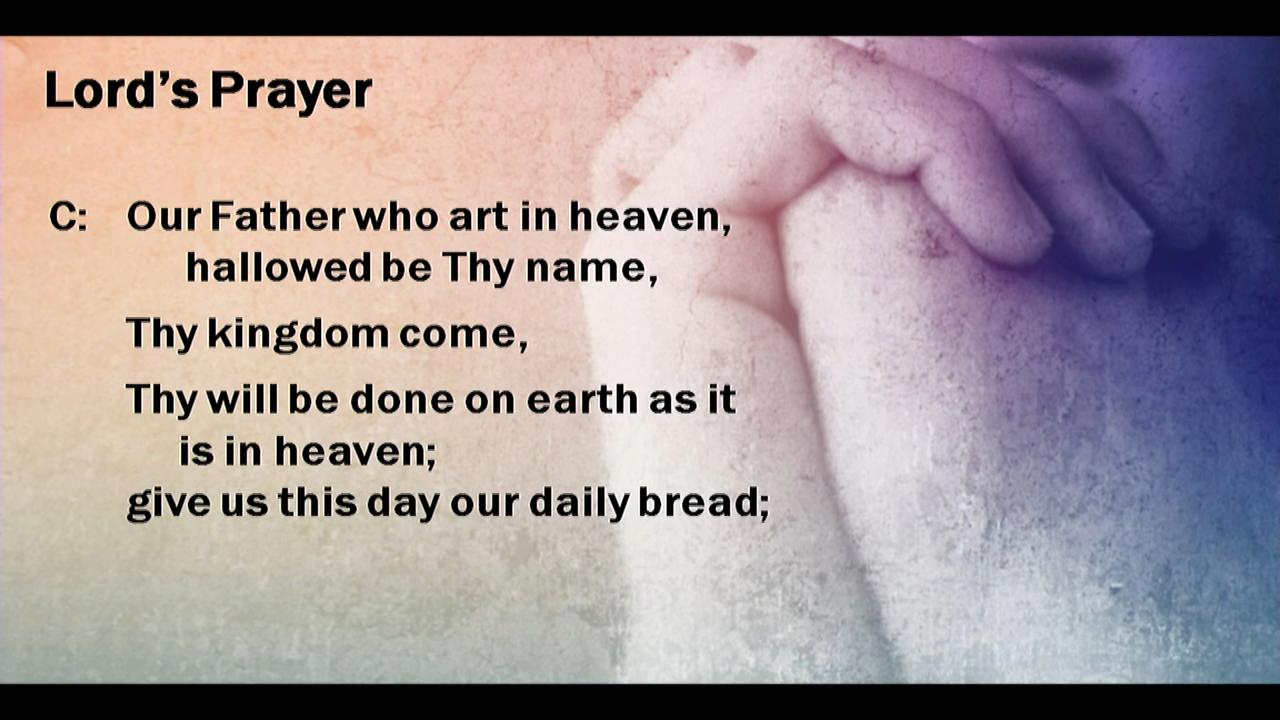 Lord’s Prayer
C: Our Father who art in heaven,
hallowed be Thy name,
Thy kingdom come,
Thy will be done on earth as it
is in heaven;
give us this day our daily bread;